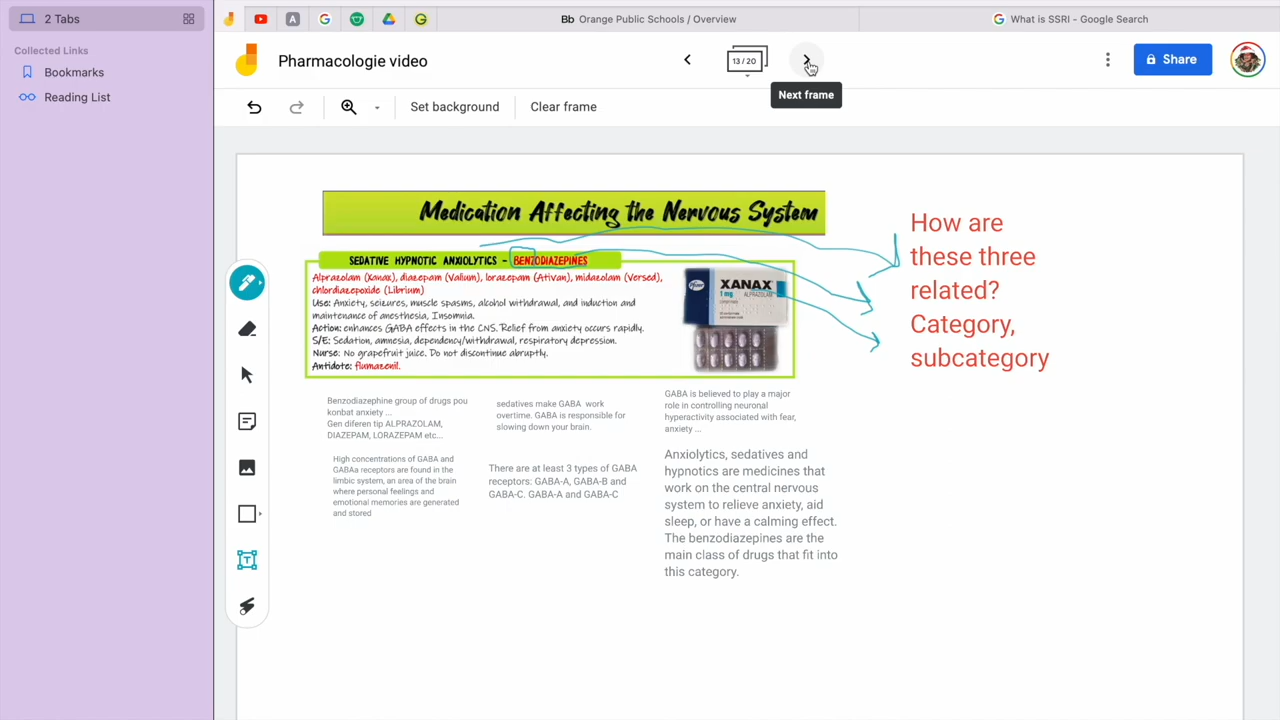 2 Tabs
Bb Orange Public Schools / Overview
What is SSRI - Google Search
Collected Links
Bookmarks
Reading List
Pharmacologie video
13 / 20
Share
Next frame
Set background
Clear frame
Medication Affecting the Nervous System
SEDATIVE HYPNOTIC ANXIOLYTICS - BENZODIAZEPINES
Alprazolam (Xanax), diazepam (Valium), lorazepam (Ativan), midazolam (Versed),
chlordiazepoxide (Librium)
Use: Anxiety, seizures, muscle spasms, alcohol withdrawal, and induction and
maintenance of anesthesia, Insomnia.
Action: enhances GABA effects in the CNS. Relief from anxiety occurs rapidly.
S/E: Sedation, amnesia, dependency/withdrawal, respiratory depression.
Nurse: No grapefruit juice. Do not discontinue abruptly.
Antidote: flumazenil.
Pfizer
XANAX
1 mg
How are
these three
related?
Category,
subcategory
Benzodiazephine group of drugs pou
konbat anxiety ...
Gen diferen tip ALPRAZOLAM,
DIAZEPAM, LORAZEPAM etc...
sedatives make GABA work
overtime. GABA is responsible for
slowing down your brain.
GABA is believed to play a major
role in controlling neuronal
hyperactivity associated with fear,
anxiety ...
High concentrations of GABA and
GABAa receptors are found in the
limbic system, an area of the brain
where personal feelings and
emotional memories are generated
and stored
There are at least 3 types of GABA
receptors: GABA-A, GABA-B and
GABA-C. GABA-A and GABA-C
Anxiolytics, sedatives and
hypnotics are medicines that
work on the central nervous
system to relieve anxiety, aid
sleep, or have a calming effect.
The benzodiazepines are the
main class of drugs that fit into
this category.